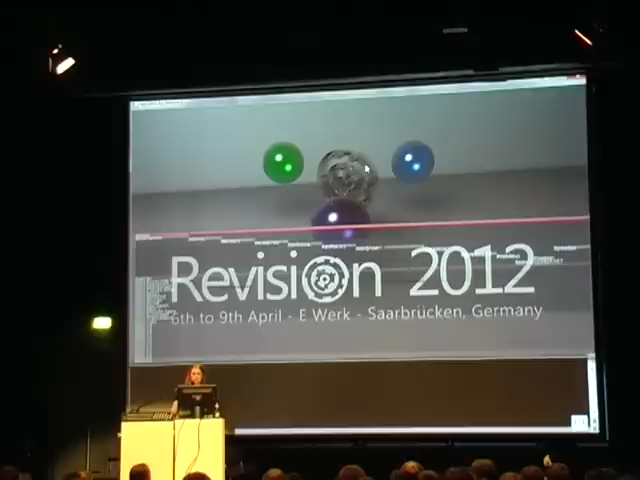 Revision 2012
6th to 9th April - E Werk - Saarbrücken, Germany